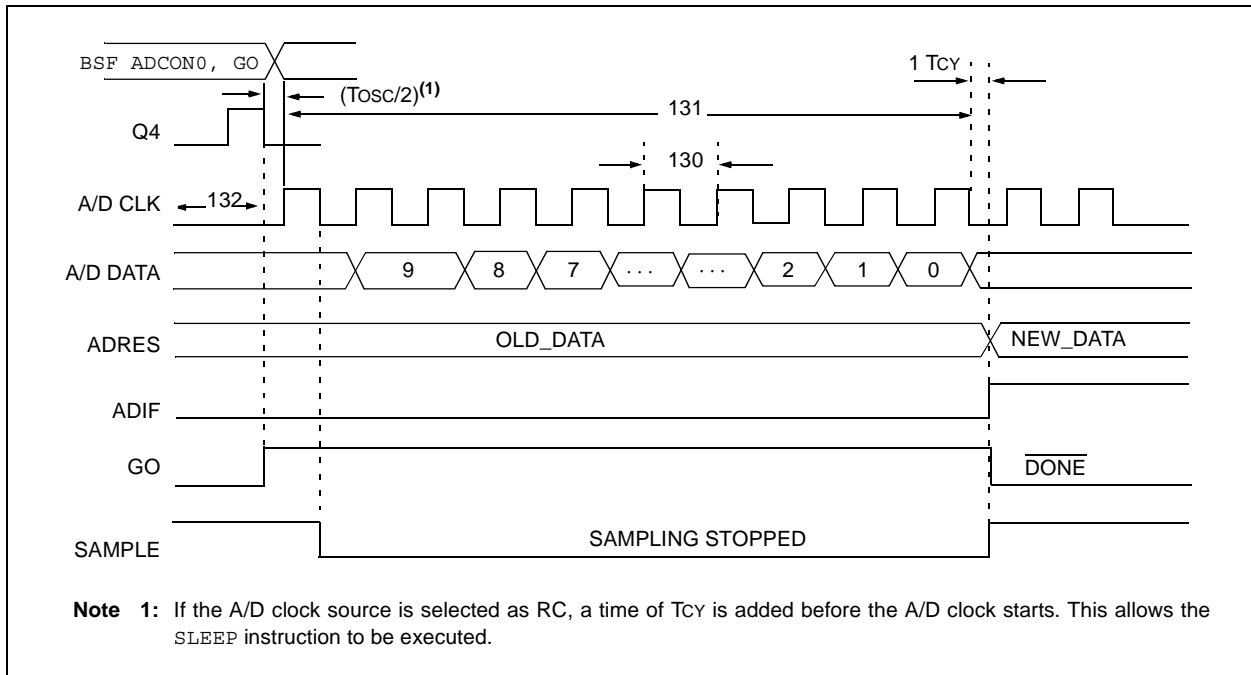 BSF ADCON0, GO
1 TCY
(TOSC/2)(1)
131
Q4
130
A/D CLK
132
A/D DATA
9 8 7 ... ... 2 1 0
ADRES
OLD_DATA
NEW_DATA
ADIF
GO
DONE
SAMPLE
SAMPLING STOPPED
Note 1: If the A/D clock source is selected as RC, a time of TCY is added before the A/D clock starts. This allows the
SLEEP instruction to be executed.